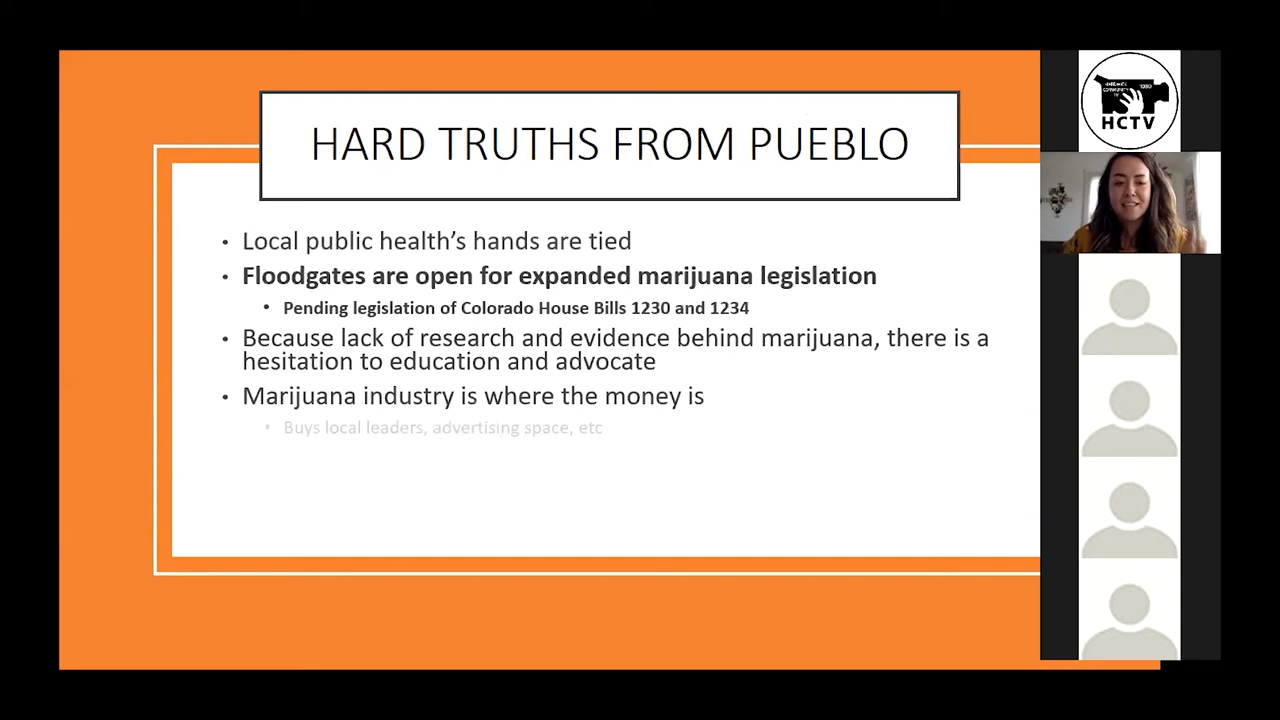 HARD TRUTHS FROM PUEBLO
• Local public health's hands are tied
• Floodgates are open for expanded marijuana legislation
• Pending legislation of Colorado House Bills 1230 and 1234
• Because lack of research and evidence behind marijuana, there is a
hesitation to education and advocate
• Marijuana industry is where the money is
• Buys local leaders, advertising space, etc
HCTV